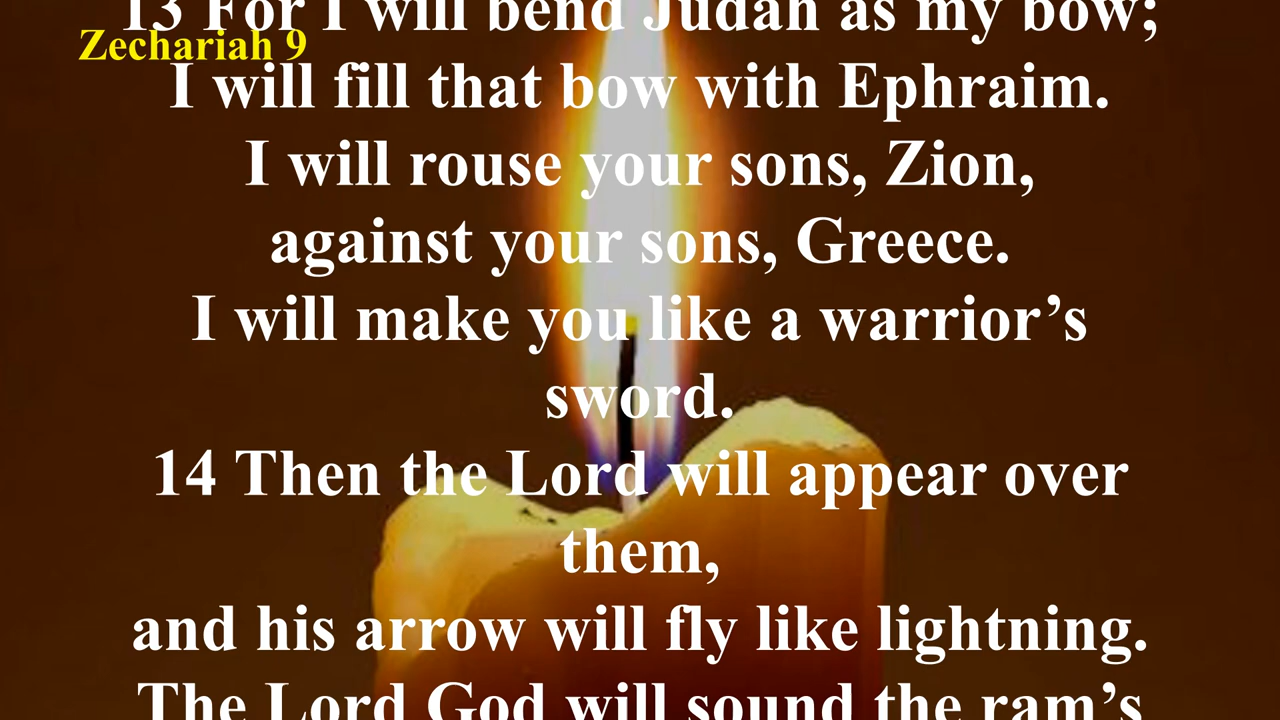 13 For I will bend Judah as my bow;
Zechariah 9
I will fill that bow with Ephraim.
I will rouse your sons, Zion,
against your sons, Greece.
I will make you like a warrior’s
sword.
14 Then the Lord will appear over
them,
and his arrow will fly like lightning.
The Lord God will sound the ram’s